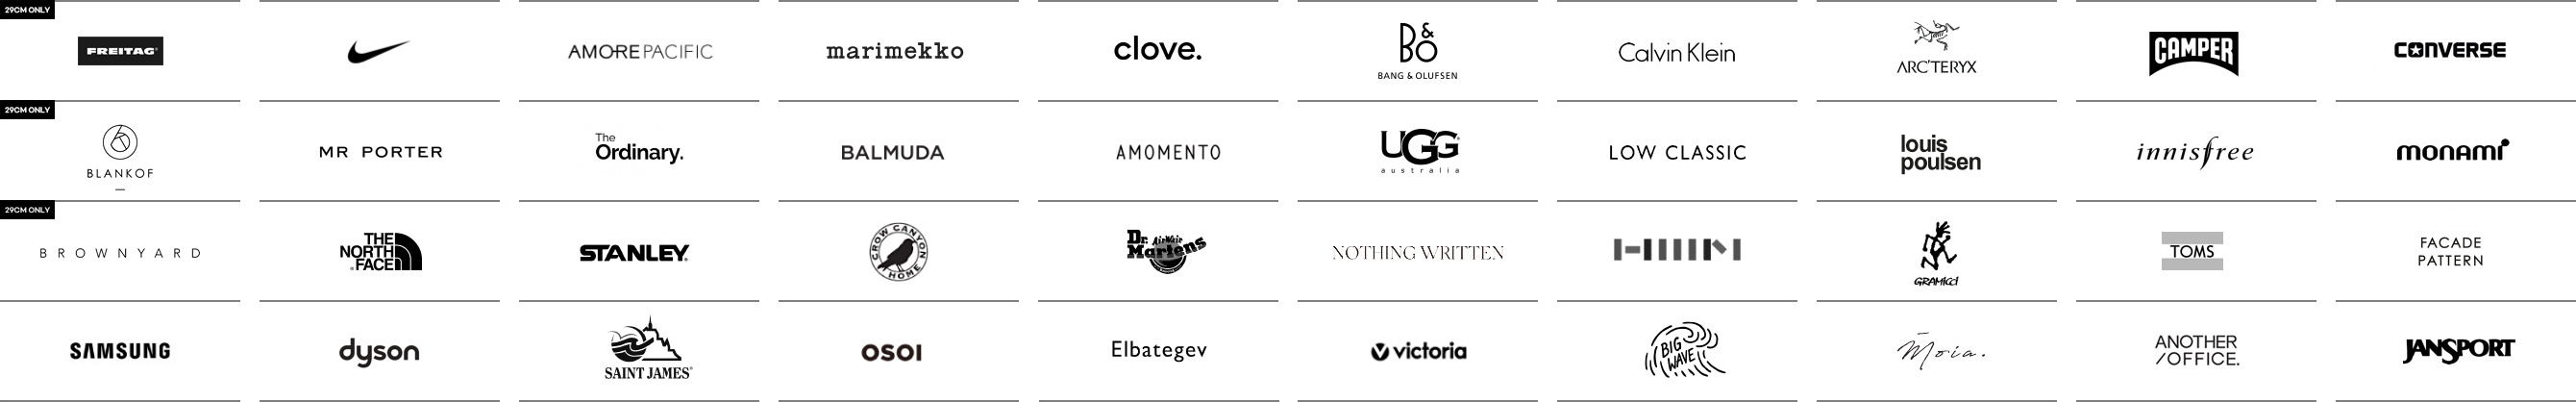 29CM ONLY
FREITAG
AMOREPACIFIC
marimekko
clove.
B&O
BANG & OLUFSEN
Calvin Klein
ARC'TERYX
CAMPER
CONVERSE
29CM ONLY
BLANKOF
MR PORTER
The
Ordinary.
BALMUDA
AMOMENTO
UGG
australia
LOW CLASSIC
louis
poulsen
innisfree
monami
29CM ONLY
BROWNYARD
THE
NORTH
FACE
STANLEY
CROW CANYON
HOME
Dr.
AirWair
Martens
NOTHING WRITTEN
GRAMICCI
TOMS
FACADE
PATTERN
SAMSUNG
dyson
SAINT JAMES
OSOI
Elbategev
victoria
BIG
WAVE
Moia.
ANOTHER
/OFFICE.
JANSPORT